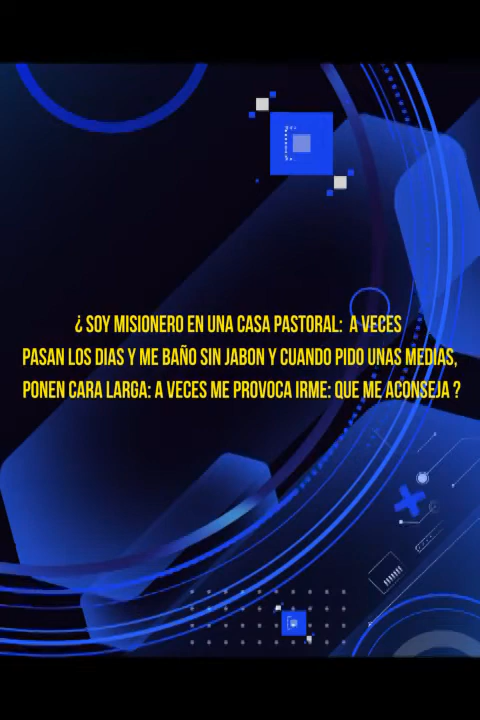 ¿ SOY MISIONERO EN UNA CASA PASTORAL: A VECES
PASAN LOS DIAS Y ME BAÑO SIN JABON Y CUANDO PIDO UNAS MEDIAS,
PONEN CARA LARGA: A VECES ME PROVOCA IRME: QUE ME ACONSEJA ?